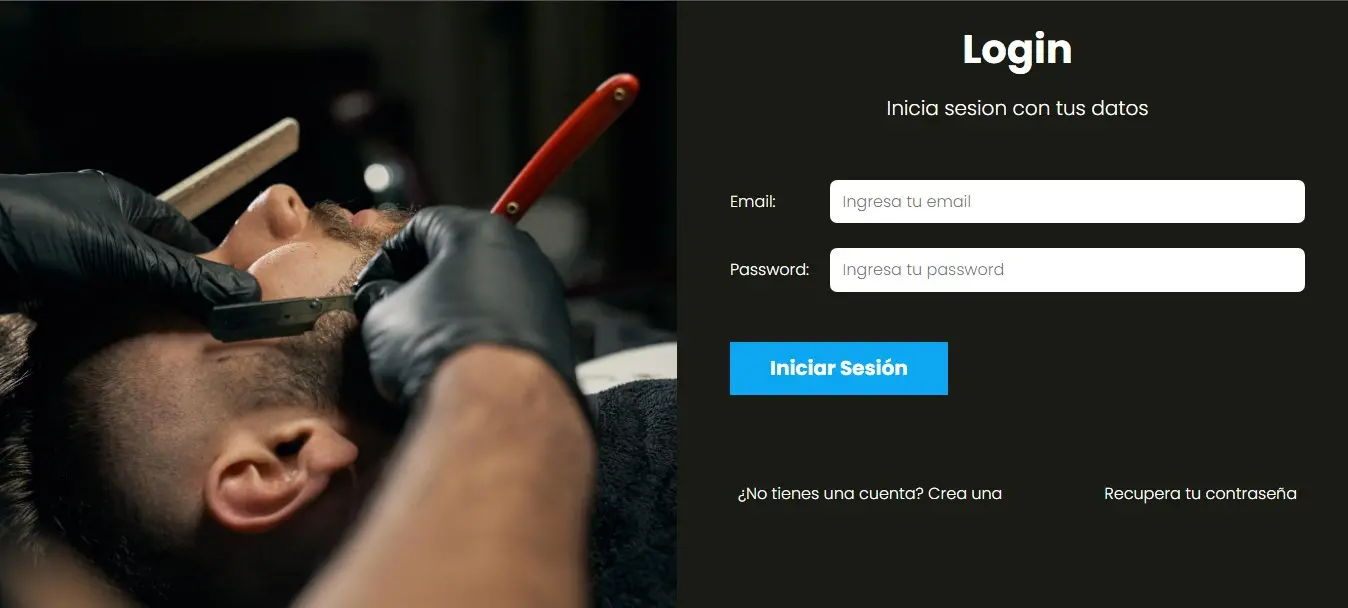 Login
Inicia sesion con tus datos
Email:
Ingresa tu email
Password:
Ingresa tu password
Iniciar Sesión
¿No tienes una cuenta? Crea una
Recupera tu contraseña